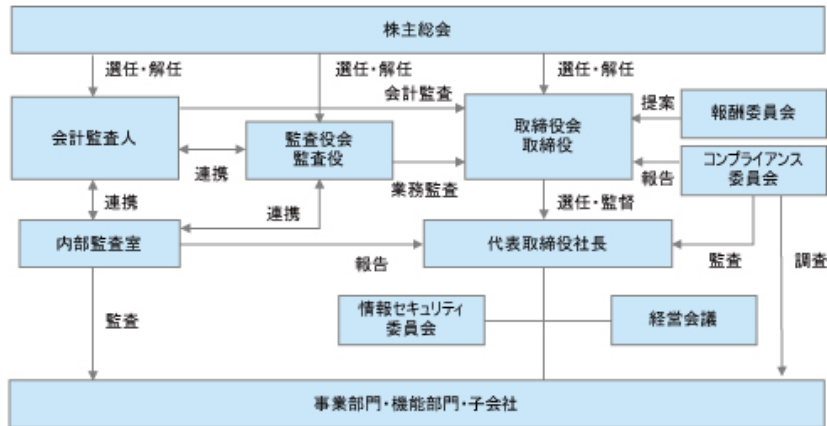 株主総会
選任・解任
選任・解任
選任・解任
会計監査
提案
会計監査人
監査役会
監査役
取締役会
取締役
報酬委員会
コンプライアンス
委員会
連携
業務監査
報告
連携
連携
選任・監督
内部監査室
代表取締役社長
報告
監査
調査
監査
情報セキュリティ
委員会
経営会議
事業部門・機能部門・子会社